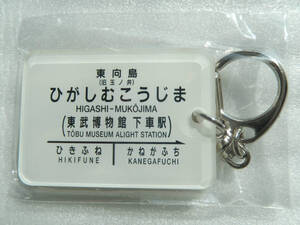 東向島
(旧玉ノ井)
ひがしむこうじま
HIGASHI-MUKŌJIMA
(東武博物館 下車駅)
TŌBU MUSEUM ALIGHT STATION
ひきふね かねがふち
HIKIFUNE KANEGAFUCHI